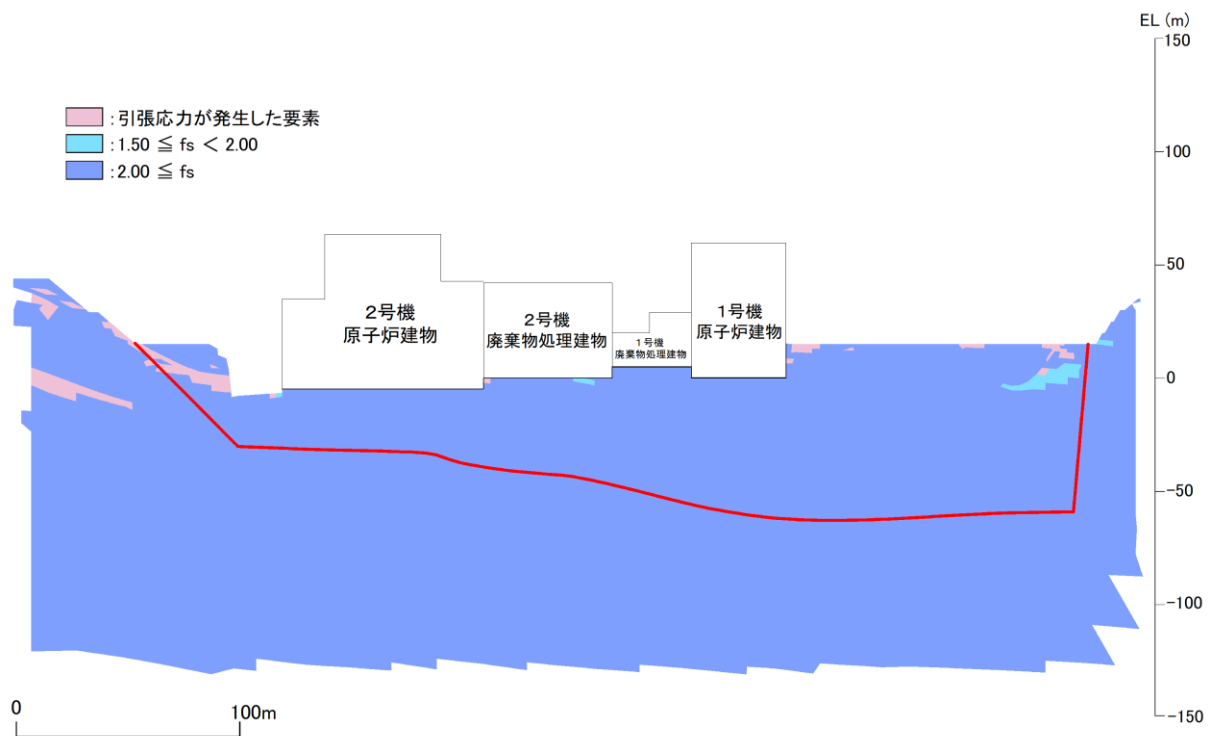 EL (m)
150
:引張応力が発生した要素
:1.50 ≦ fs < 2.00
:2.00 ≦ fs
100
50
2号機
原子炉建物
2号機
廃棄物処理建物
1号機
廃棄物処理建物
1号機
原子炉建物
0
-50
-100
-150
0
100m